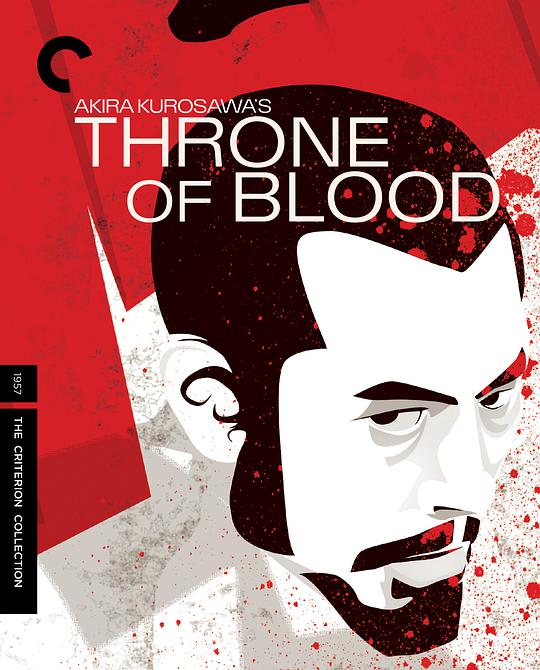 AKIRA KUROSAWA'S
THRONE
OF BLOOD
1957
THE CRITERION COLLECTION